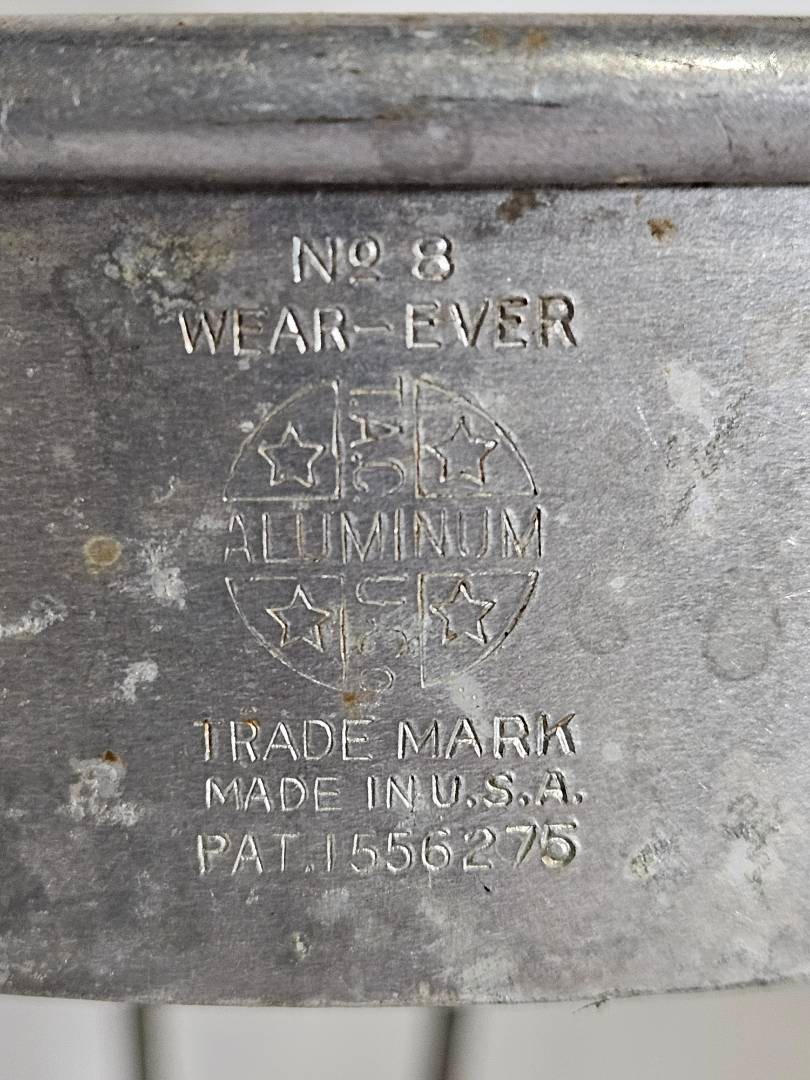 Nº 8
WEAR-EVER
ALUMINUM
TRADE MARK
MADE IN U.S.A.
PAT. 1556275